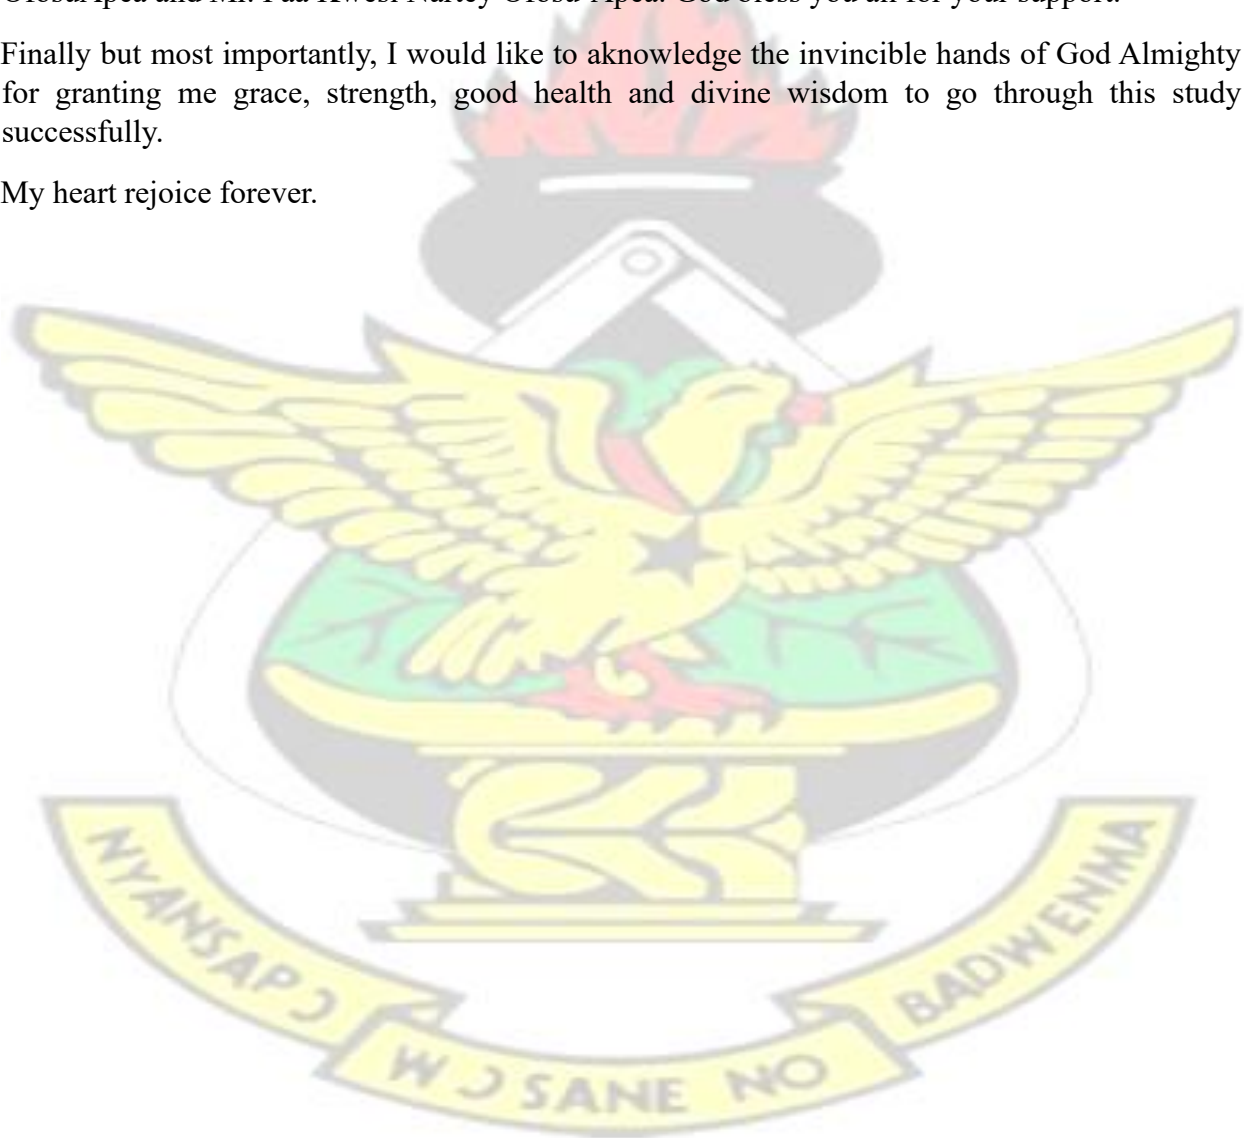 Finally but most importantly, I would like to aknowledge the invincible hands of God Almighty
for granting me grace, strength, good health and divine wisdom to go through this study
successfully.
My heart rejoice forever.
NYANSAPƆ
WƆSANE NO
BADWENMA